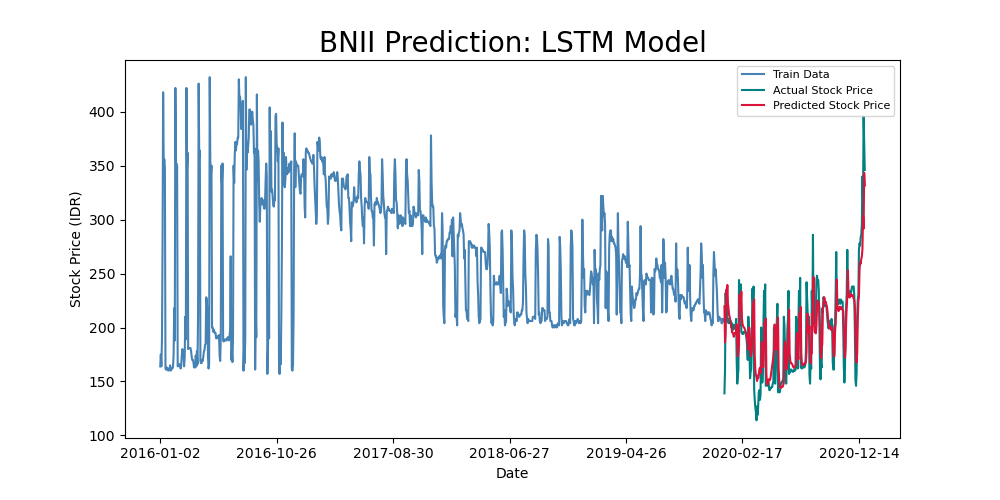 BNII Prediction: LSTM Model
Train Data
Actual Stock Price
Predicted Stock Price
Stock Price (IDR)
400
350
300
250
200
150
100
2016-01-02 2016-10-26 2017-08-30 2018-06-27 2019-04-26 2020-02-17 2020-12-14
Date